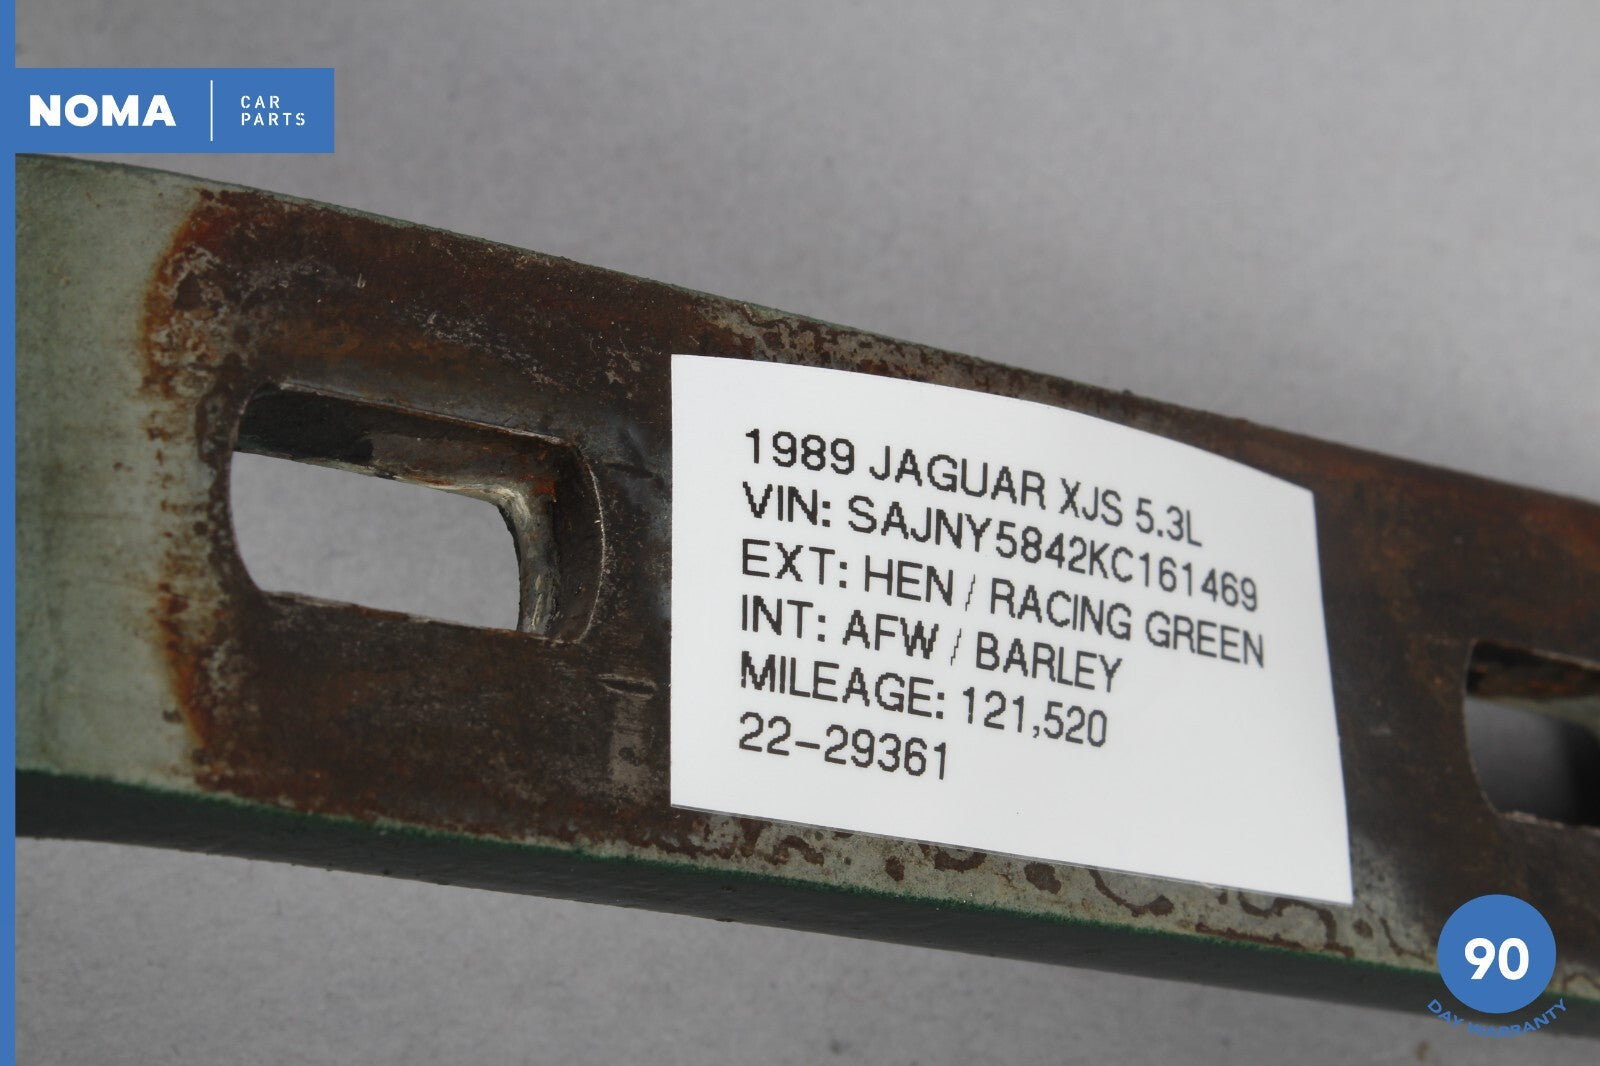 NOMA
CAR
PARTS
1989 JAGUAR XJS 5.3L
VIN: SAJNY5842KC161469
EXT: HEN / RACING GREEN
INT: AFW / BARLEY
MILEAGE: 121,520
22-29361
90
DAY WARRANTY